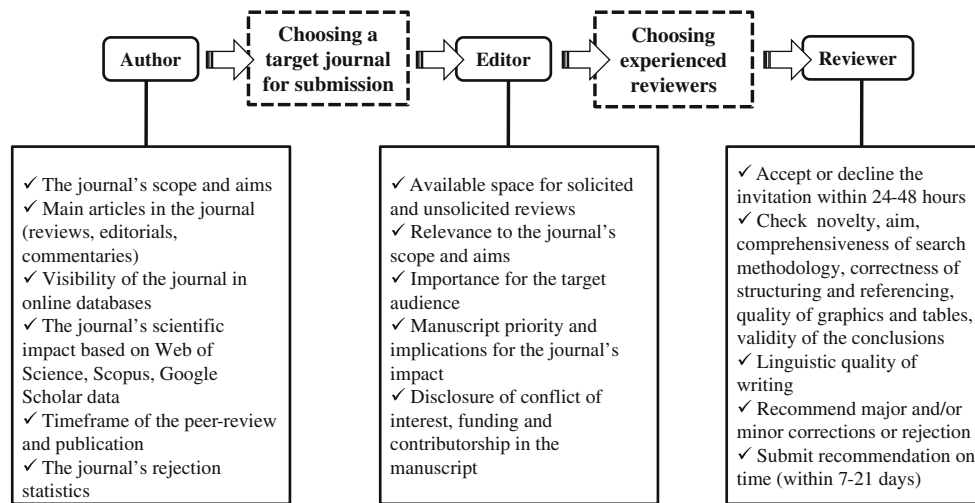 Author
Choosing a
target journal
for submission
Editor
Choosing
experienced
reviewers
Reviewer
✓ The journal's scope and aims
✓ Main articles in the journal
(reviews, editorials,
commentaries)
✓ Visibility of the journal in
online databases
✓ The journal's scientific
impact based on Web of
Science, Scopus, Google
Scholar data
✓ Timeframe of the peer-review
and publication
✓ The journal's rejection
statistics
✓ Available space for solicited
and unsolicited reviews
✓ Relevance to the journal's
scope and aims
✓ Importance for the target
audience
✓ Manuscript priority and
implications for the journal's
impact
✓ Disclosure of conflict of
interest, funding and
contributorship in the
manuscript
✓ Accept or decline the
invitation within 24-48 hours
✓ Check novelty, aim,
comprehensiveness of search
methodology, correctness of
structuring and referencing,
quality of graphics and tables,
validity of the conclusions
✓ Linguistic quality of
writing
✓ Recommend major and/or
minor corrections or rejection
✓ Submit recommendation on
time (within 7-21 days)